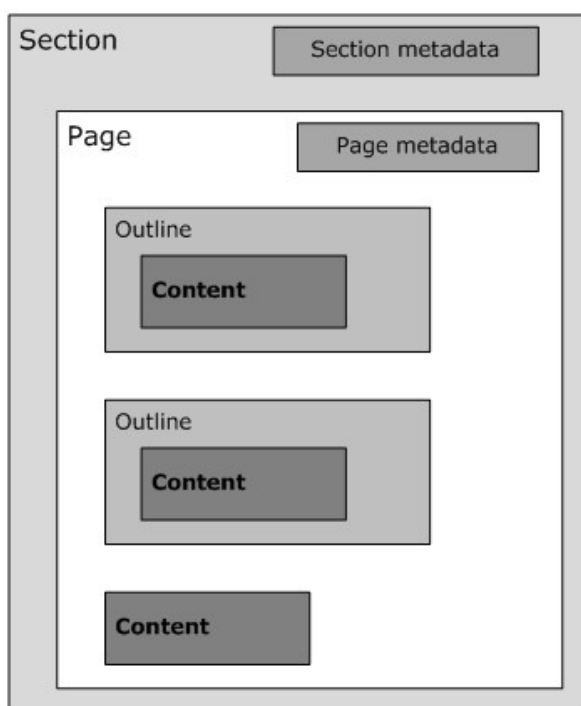 Section
Section metadata
Page
Page metadata
Outline
Content
Outline
Content
Content